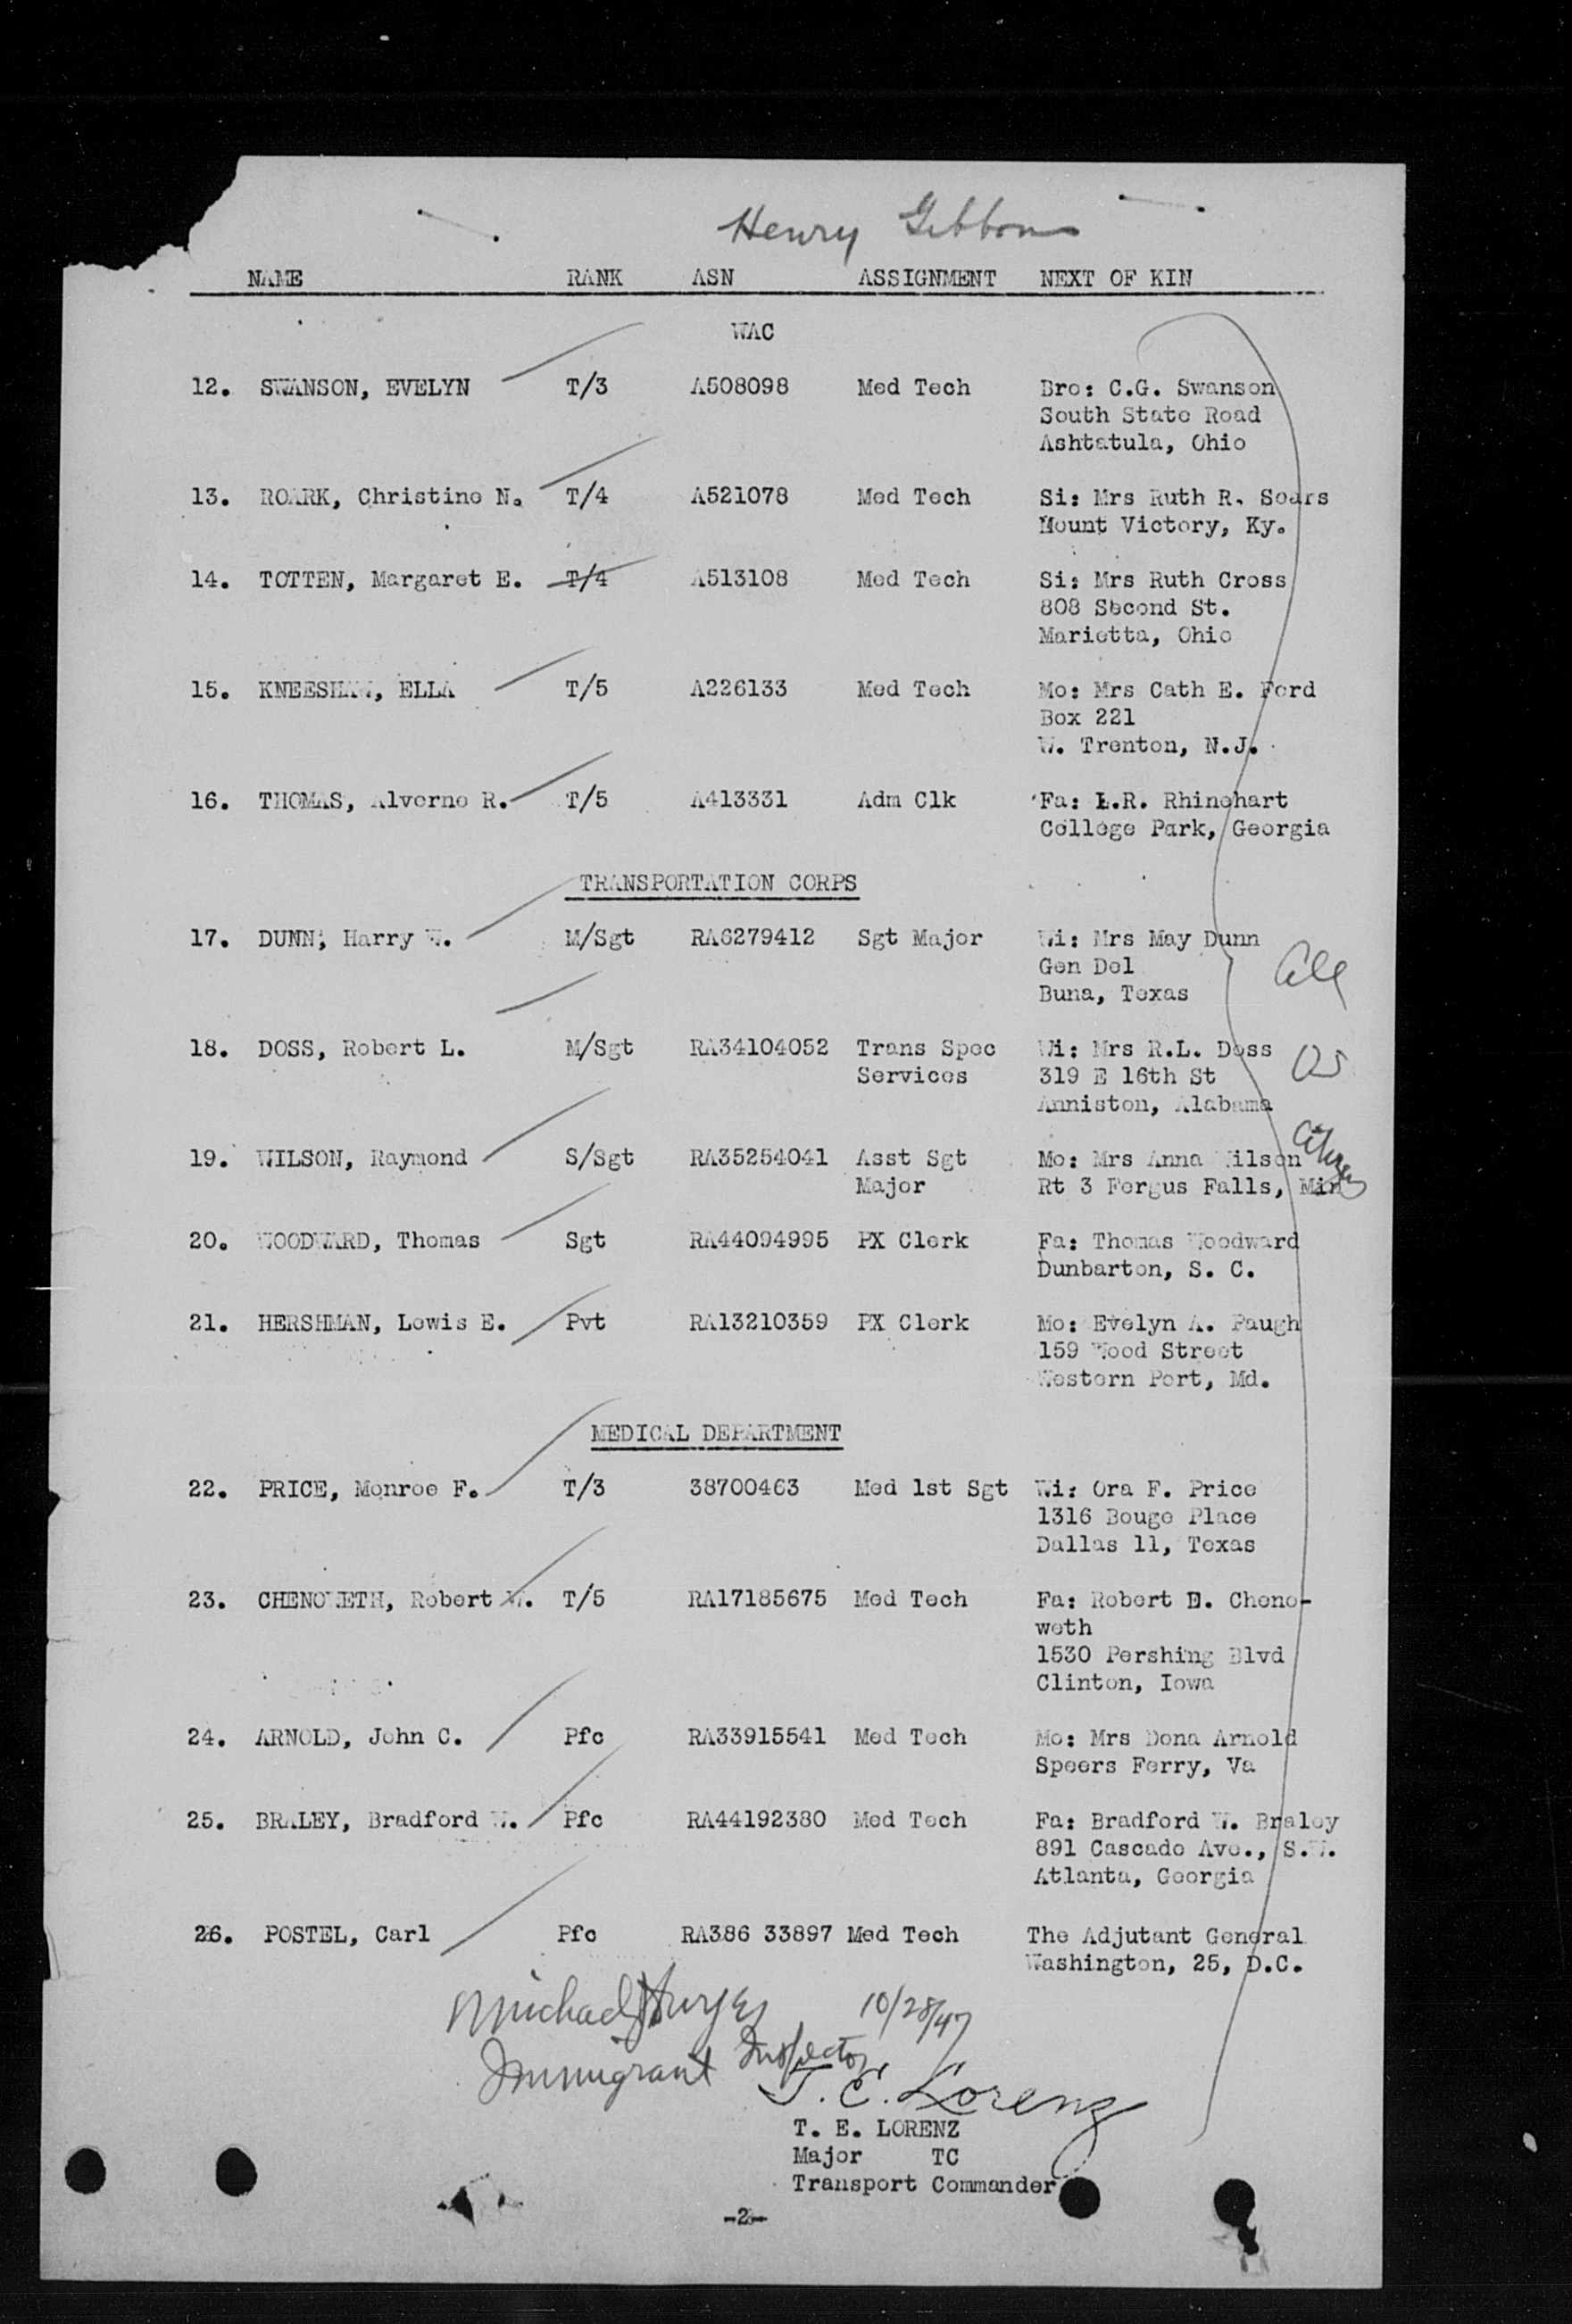 Henry Gibbons
NAME RANK ASN ASSIGNMENT NEXT OF KIN
WAC
12. SWANSON, EVELYN T/3 A508098 Med Tech Bro: C.G. Swanson
South State Road
Ashtatula, Ohio
13. ROARK, Christine N. T/4 A521078 Med Tech Si: Mrs Ruth R. Soars
Mount Victory, Ky.
14. TOTTEN, Margaret E. T/4 A513108 Med Tech Si: Mrs Ruth Cross
808 Second St.
Marietta, Ohio
15. KNEESHAW, ELLA T/5 A226133 Med Tech Mo: Mrs Cath E. Ford
Box 221
W. Trenton, N.J.
16. THOMAS, Alverno R. T/5 A413331 Adm Clk Fa: L.R. Rhinehart
College Park, Georgia
TRANSPORTATION CORPS
17. DUNN, Harry W. M/Sgt RA6279412 Sgt Major Wi: Mrs May Dunn
Gen Del
Buna, Texas
All
18. DOSS, Robert L. M/Sgt RA34104052 Trans Spec Wi: Mrs R.L. Doss
Services 319 E 16th St
Anniston, Alabama
US
Citizens
19. WILSON, Raymond S/Sgt RA35254041 Asst Sgt Mo: Mrs Anna Wilson
Major Rt 3 Fergus Falls, Min
20. WOODWARD, Thomas Sgt RA44094995 PX Clerk Fa: Thomas Woodward
Dunbarton, S. C.
21. HERSHMAN, Lewis E. Pvt RA13210359 PX Clerk Mo: Evelyn A. Paugh
159 Wood Street
Western Port, Md.
MEDICAL DEPARTMENT
22. PRICE, Monroe F. T/3 38700463 Med 1st Sgt Wi: Ora F. Price
1316 Bouge Place
Dallas 11, Texas
23. CHENOWETH, Robert W. T/5 RA17185675 Med Tech Fa: Robert E. Cheno-
weth
1530 Pershing Blvd
Clinton, Iowa
24. ARNOLD, John C. Pfc RA33915541 Med Tech Mo: Mrs Dona Arnold
Speers Ferry, Va
25. BRALEY, Bradford W. Pfc RA44192380 Med Tech Fa: Bradford W. Braley
891 Cascade Ave., S.W.
Atlanta, Georgia
26. POSTEL, Carl Pfc RA386 33897 Med Tech The Adjutant General
Washington, 25, D.C.
Michael 10/28/47
Immigrant Inspector
T. E. Lorenz
T. E. LORENZ
Major TC
Transport Commander
-2-